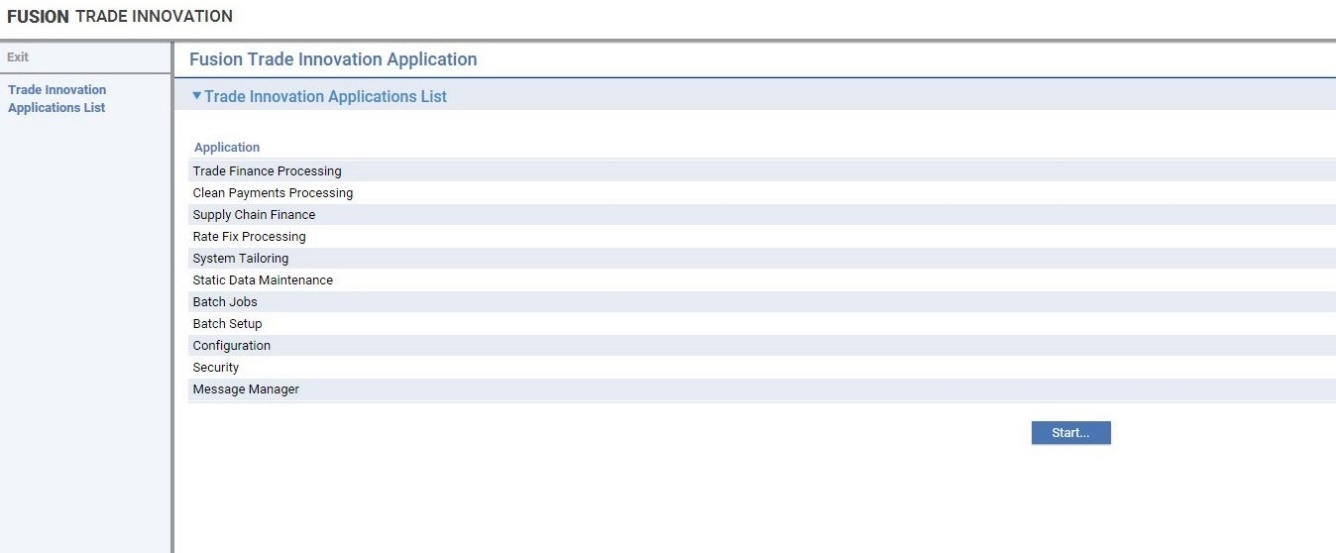 FUSION TRADE INNOVATION
Exit
Trade Innovation
Applications List
Fusion Trade Innovation Application
▼Trade Innovation Applications List
Application
Trade Finance Processing
Clean Payments Processing
Supply Chain Finance
Rate Fix Processing
System Tailoring
Static Data Maintenance
Batch Jobs
Batch Setup
Configuration
Security
Message Manager
Start...